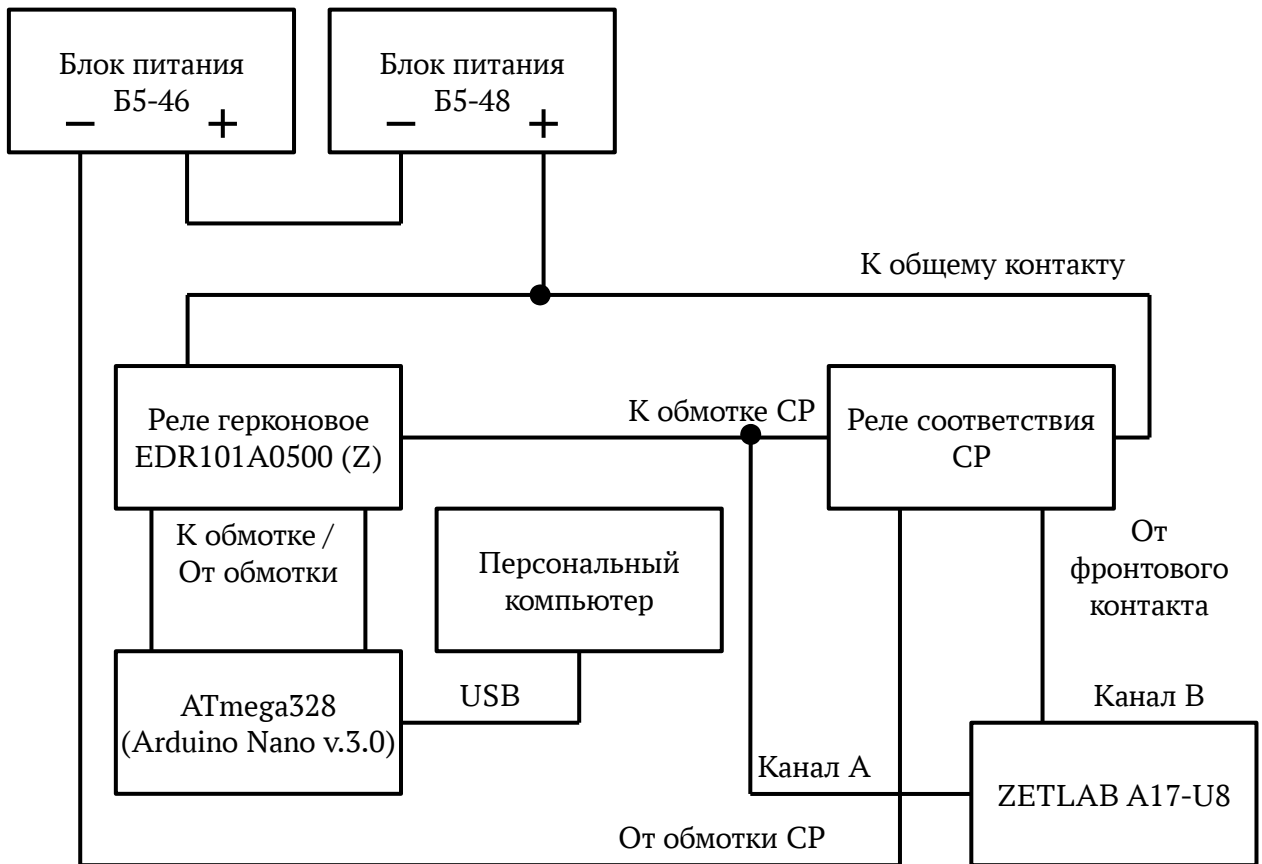 Блок питания
Б5-46
− +
Блок питания
Б5-48
− +
К общему контакту
Реле герконовое
EDR101A0500 (Z)
К обмотке СР
Реле соответствия
СР
К обмотке /
От обмотки
Персональный
компьютер
От
фронтового
контакта
ATmega328
(Arduino Nano v.3.0)
USB
Канал А
Канал В
ZETLAB A17-U8
От обмотки СР